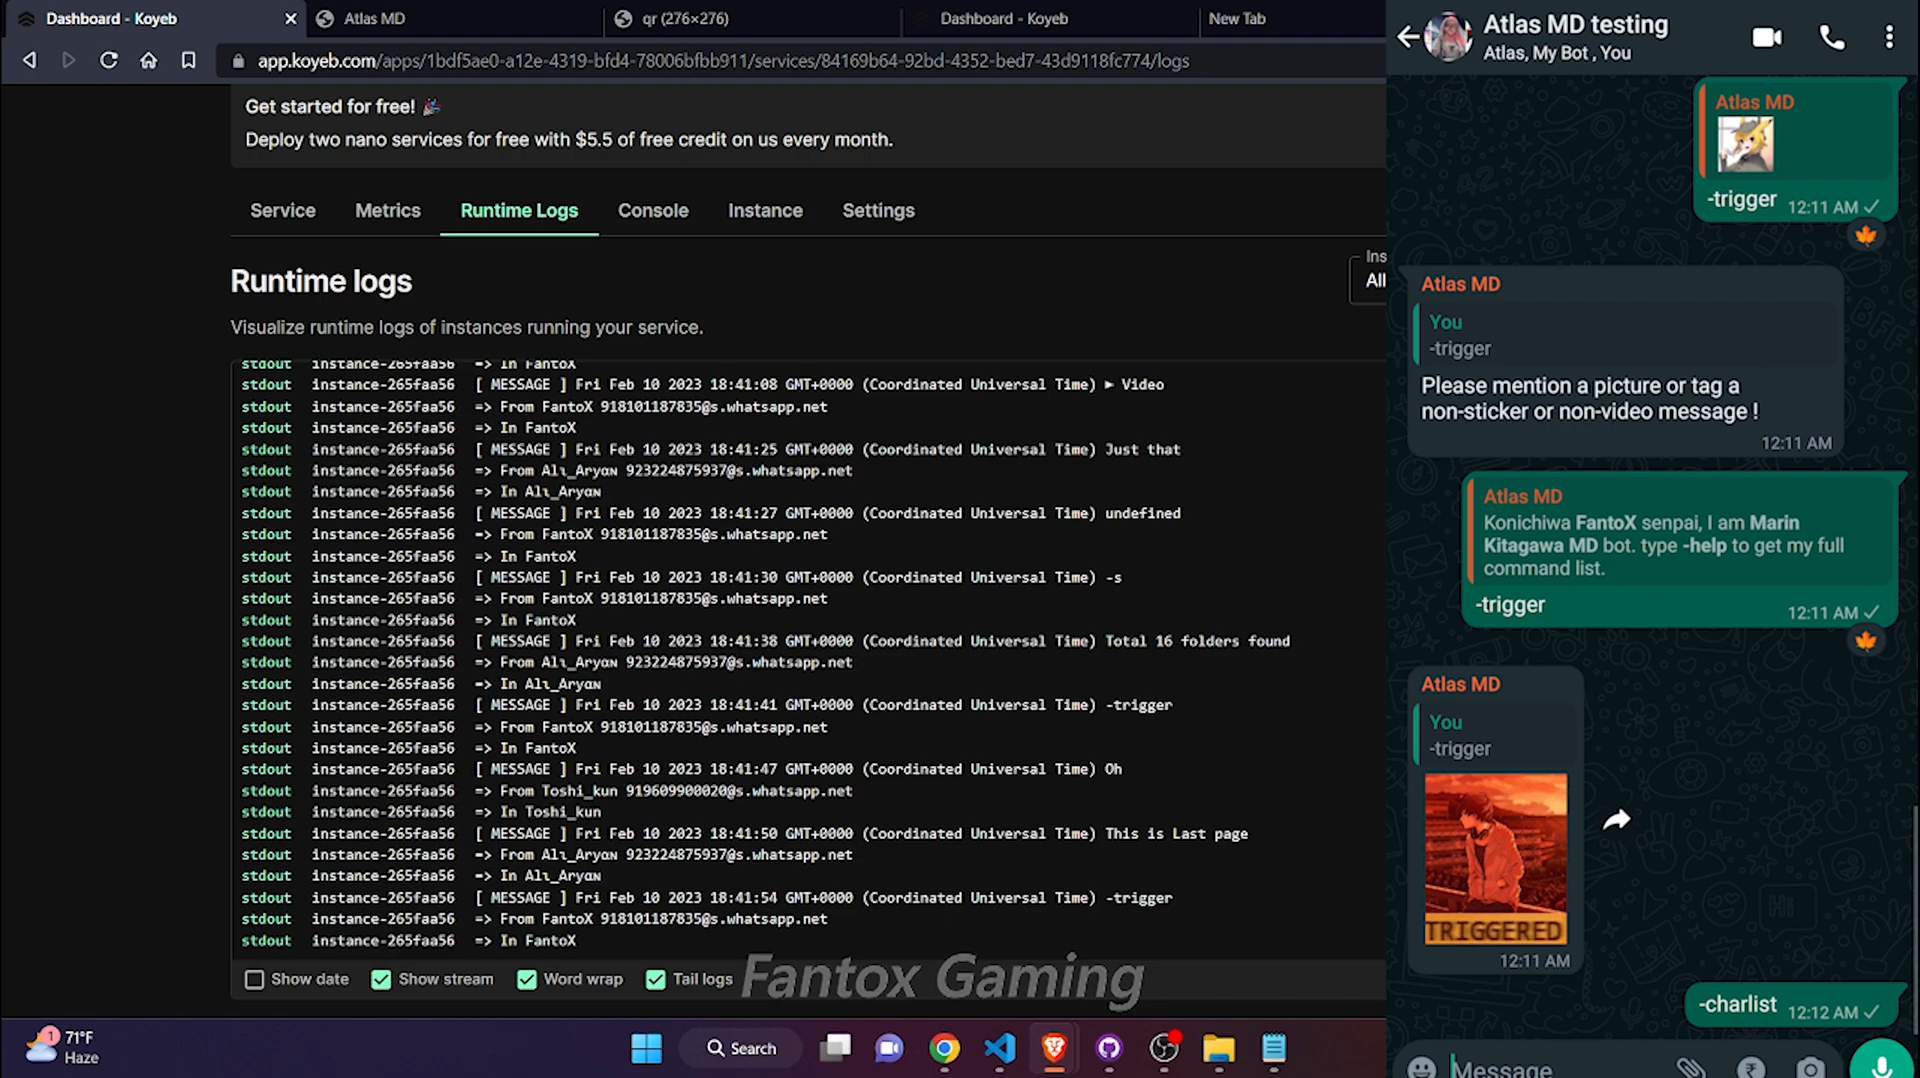 Dashboard - Koyeb
Atlas MD
qr (276×276)
Dashboard - Koyeb
New Tab
app.koyeb.com/apps/1bdf5ae0-a12e-4319-bfd4-78006bfbb911/services/84169b64-92bd-4352-bed7-43d9118fc774/logs
Get started for free! 🎉
Deploy two nano services for free with $5.5 of free credit on us every month.
Service Metrics Runtime Logs Console Instance Settings
Runtime logs
Ins
All
Visualize runtime logs of instances running your service.
stdout instance-265faa56 => In FantoX
stdout instance-265faa56 [ MESSAGE ] Fri Feb 10 2023 18:41:08 GMT+0000 (Coordinated Universal Time) ► Video
stdout instance-265faa56 => From FantoX 918101187835@s.whatsapp.net
stdout instance-265faa56 => In FantoX
stdout instance-265faa56 [ MESSAGE ] Fri Feb 10 2023 18:41:25 GMT+0000 (Coordinated Universal Time) Just that
stdout instance-265faa56 => From Alι_Aryαɴ 923224875937@s.whatsapp.net
stdout instance-265faa56 => In Alι_Aryαɴ
stdout instance-265faa56 [ MESSAGE ] Fri Feb 10 2023 18:41:27 GMT+0000 (Coordinated Universal Time) undefined
stdout instance-265faa56 => From FantoX 918101187835@s.whatsapp.net
stdout instance-265faa56 => In FantoX
stdout instance-265faa56 [ MESSAGE ] Fri Feb 10 2023 18:41:30 GMT+0000 (Coordinated Universal Time) -s
stdout instance-265faa56 => From FantoX 918101187835@s.whatsapp.net
stdout instance-265faa56 => In FantoX
stdout instance-265faa56 [ MESSAGE ] Fri Feb 10 2023 18:41:38 GMT+0000 (Coordinated Universal Time) Total 16 folders found
stdout instance-265faa56 => From Alι_Aryαɴ 923224875937@s.whatsapp.net
stdout instance-265faa56 => In Alι_Aryαɴ
stdout instance-265faa56 [ MESSAGE ] Fri Feb 10 2023 18:41:41 GMT+0000 (Coordinated Universal Time) -trigger
stdout instance-265faa56 => From FantoX 918101187835@s.whatsapp.net
stdout instance-265faa56 => In FantoX
stdout instance-265faa56 [ MESSAGE ] Fri Feb 10 2023 18:41:47 GMT+0000 (Coordinated Universal Time) Oh
stdout instance-265faa56 => From Toshi_kun 919609900020@s.whatsapp.net
stdout instance-265faa56 => In Toshi_kun
stdout instance-265faa56 [ MESSAGE ] Fri Feb 10 2023 18:41:50 GMT+0000 (Coordinated Universal Time) This is Last page
stdout instance-265faa56 => From Alι_Aryαɴ 923224875937@s.whatsapp.net
stdout instance-265faa56 => In Alι_Aryαɴ
stdout instance-265faa56 [ MESSAGE ] Fri Feb 10 2023 18:41:54 GMT+0000 (Coordinated Universal Time) -trigger
stdout instance-265faa56 => From FantoX 918101187835@s.whatsapp.net
stdout instance-265faa56 => In FantoX
Show date Show stream Word wrap Tail logs
Fantox Gaming
1
71°F
Haze
Search
Atlas MD testing
Atlas, My Bot , You
Atlas MD
-trigger 12:11 AM
Atlas MD
You
-trigger
Please mention a picture or tag a
non-sticker or non-video message !
12:11 AM
Atlas MD
Konichiwa FantoX senpai, I am Marin
Kitagawa MD bot. type -help to get my full
command list.
-trigger 12:11 AM
Atlas MD
You
-trigger
TRIGGERED
12:11 AM
-charlist 12:12 AM
Message